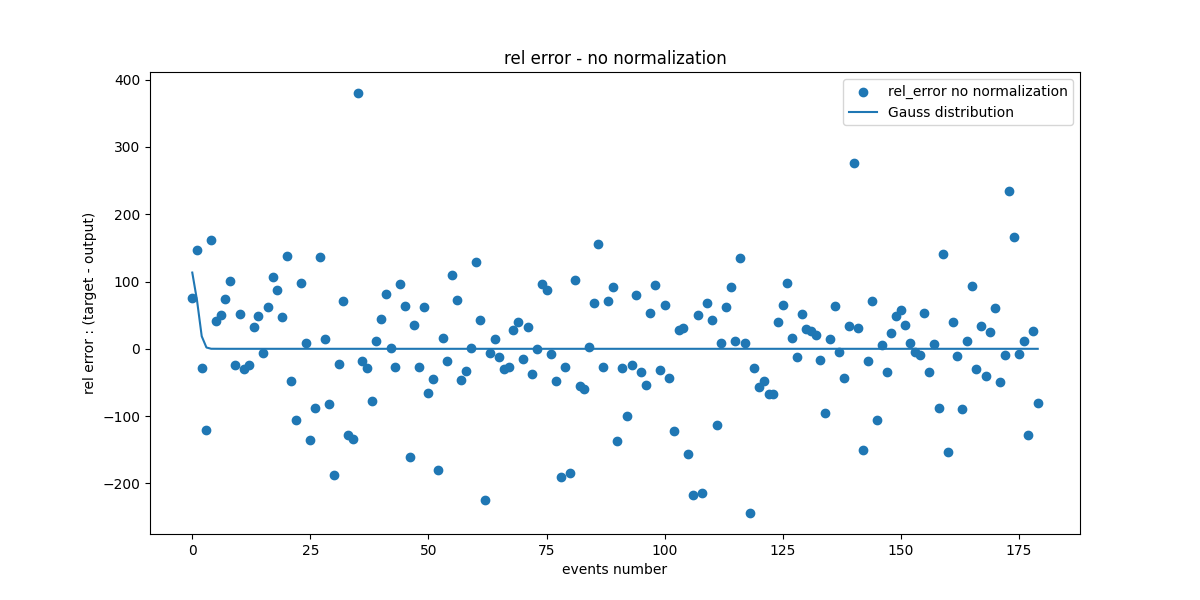 rel error - no normalization
400
300
200
100
0
−100
−200
rel error : (target - output)
rel_error no normalization
Gauss distribution
0 25 50 75 100 125 150 175
events number